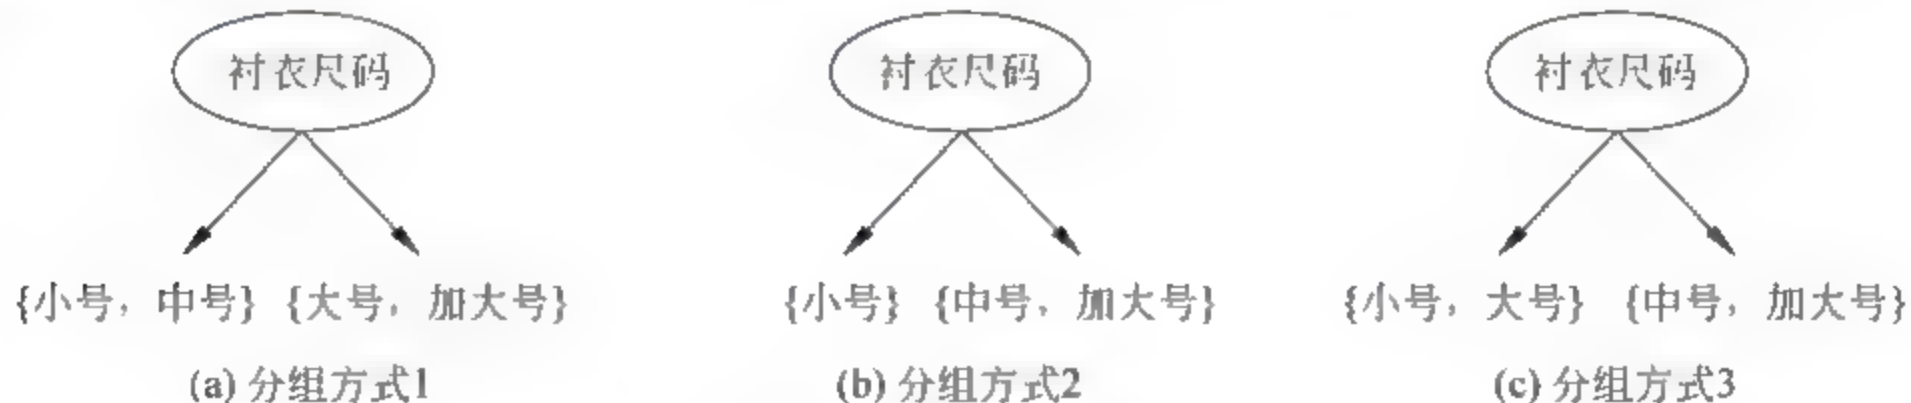 衬衣尺码 衬衣尺码 衬衣尺码
{小号，中号} {大号，加大号} {小号} {中号，加大号} {小号，大号} {中号，加大号}
(a) 分组方式1 (b) 分组方式2 (c) 分组方式3